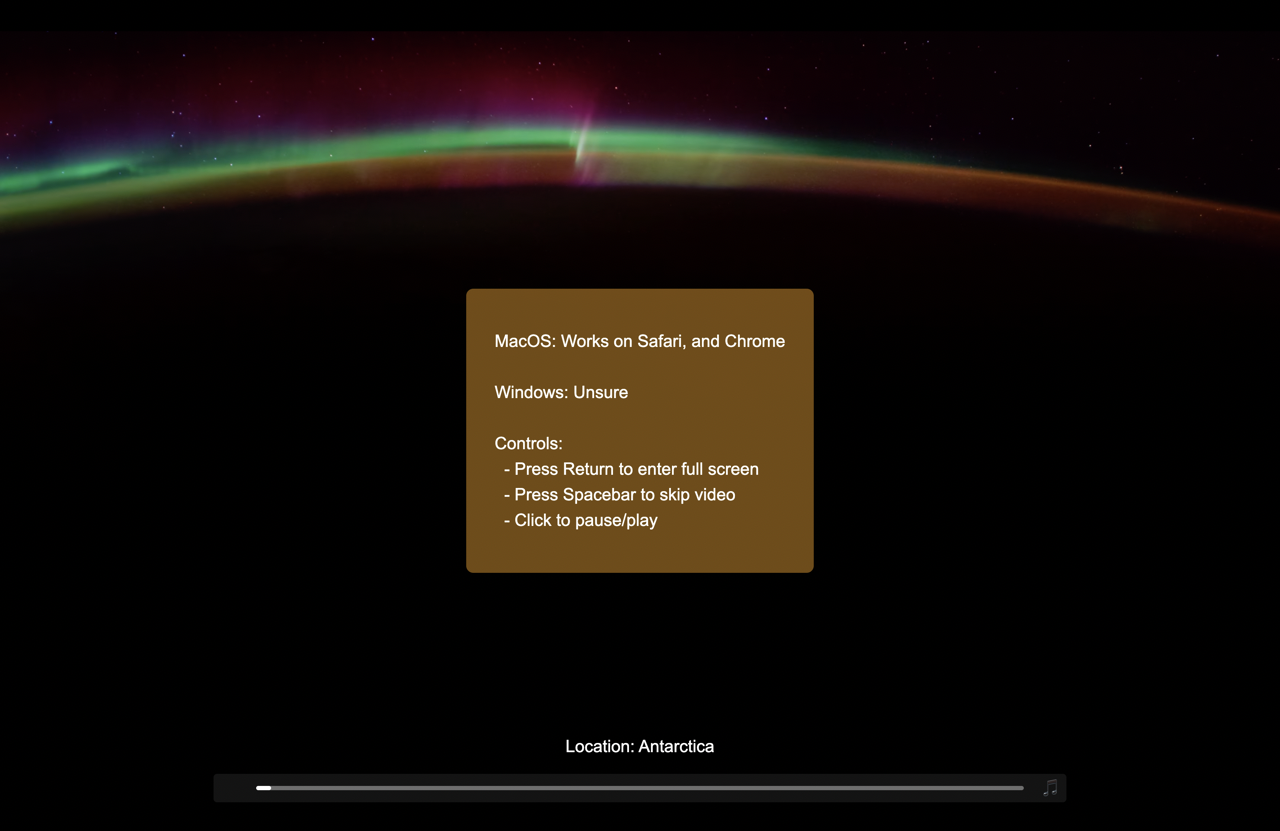 MacOS: Works on Safari, and Chrome
Windows: Unsure
Controls:
- Press Return to enter full screen
- Press Spacebar to skip video
- Click to pause/play
Location: Antarctica